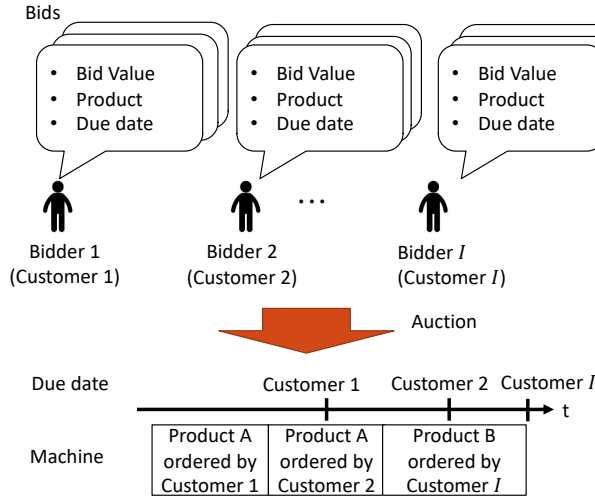 Bids
• Bid Value
• Product
• Due date
• Bid Value
• Product
• Due date
• Bid Value
• Product
• Due date
...
Bidder 1
(Customer 1)
Bidder 2
(Customer 2)
Bidder I
(Customer I)
Auction
Due date
Customer 1
Customer 2
Customer I
t
Machine
Product A
ordered by
Customer 1
Product A
ordered by
Customer 2
Product B
ordered by
Customer I